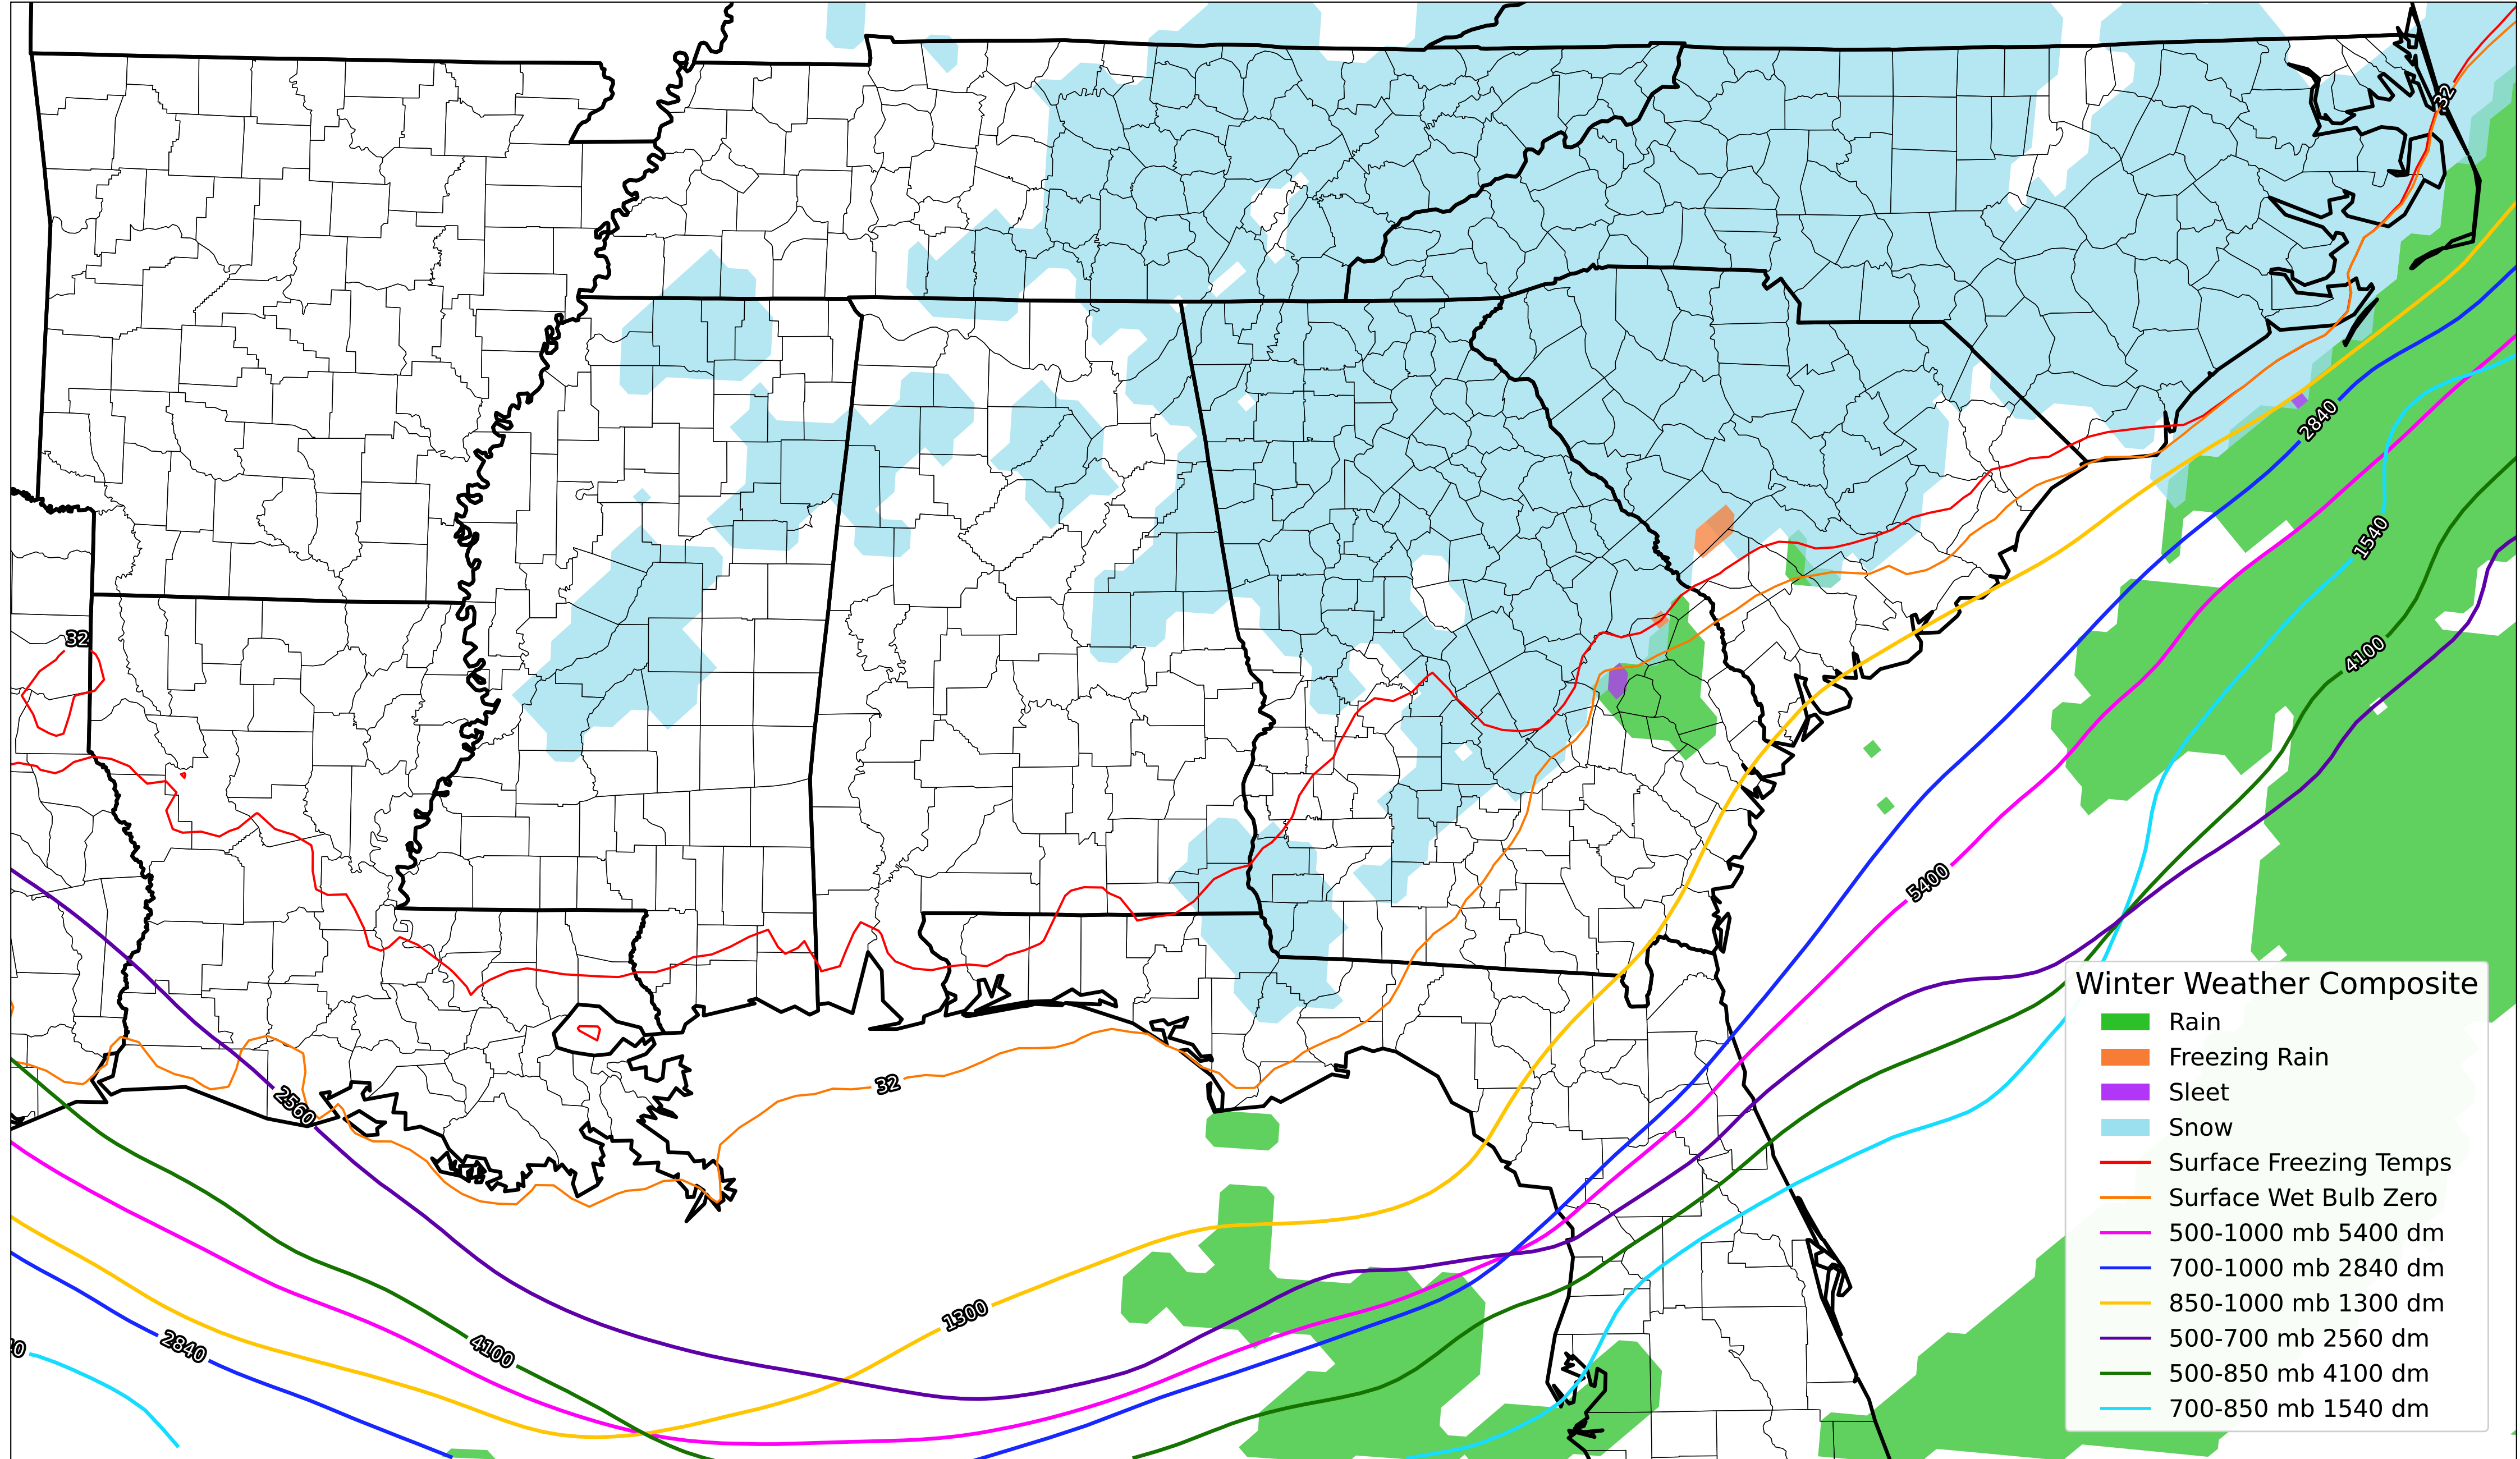 32
32
2840
1540
4100
5400
2560
32
1300
2840
4100
Winter Weather Composite
Rain
Freezing Rain
Sleet
Snow
Surface Freezing Temps
Surface Wet Bulb Zero
500-1000 mb 5400 dm
700-1000 mb 2840 dm
850-1000 mb 1300 dm
500-700 mb 2560 dm
500-850 mb 4100 dm
700-850 mb 1540 dm